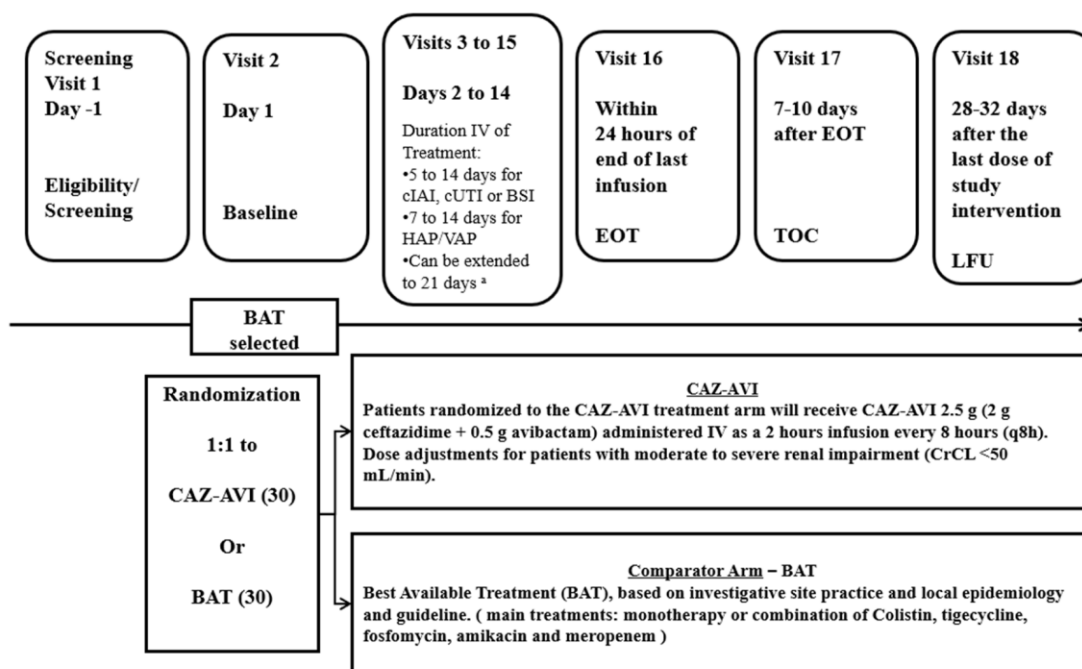 Screening
Visit 1
Day -1
Eligibility/
Screening
Visit 2
Day 1
Baseline
Visits 3 to 15
Days 2 to 14
Duration IV of
Treatment:
•5 to 14 days for
cIAI, cUTI or BSI
•7 to 14 days for
HAP/VAP
•Can be extended
to 21 days ª
Visit 16
Within
24 hours of
end of last
infusion
EOT
Visit 17
7-10 days
after EOT
TOC
Visit 18
28-32 days
after the
last dose of
study
intervention
LFU
BAT
selected
Randomization
1:1 to
CAZ-AVI (30)
Or
BAT (30)
CAZ-AVI
Patients randomized to the CAZ-AVI treatment arm will receive CAZ-AVI 2.5 g (2 g
ceftazidime + 0.5 g avibactam) administered IV as a 2 hours infusion every 8 hours (q8h).
Dose adjustments for patients with moderate to severe renal impairment (CrCL <50
mL/min).
Comparator Arm – BAT
Best Available Treatment (BAT), based on investigative site practice and local epidemiology
and guideline. ( main treatments: monotherapy or combination of Colistin, tigecycline,
fosfomycin, amikacin and meropenem )